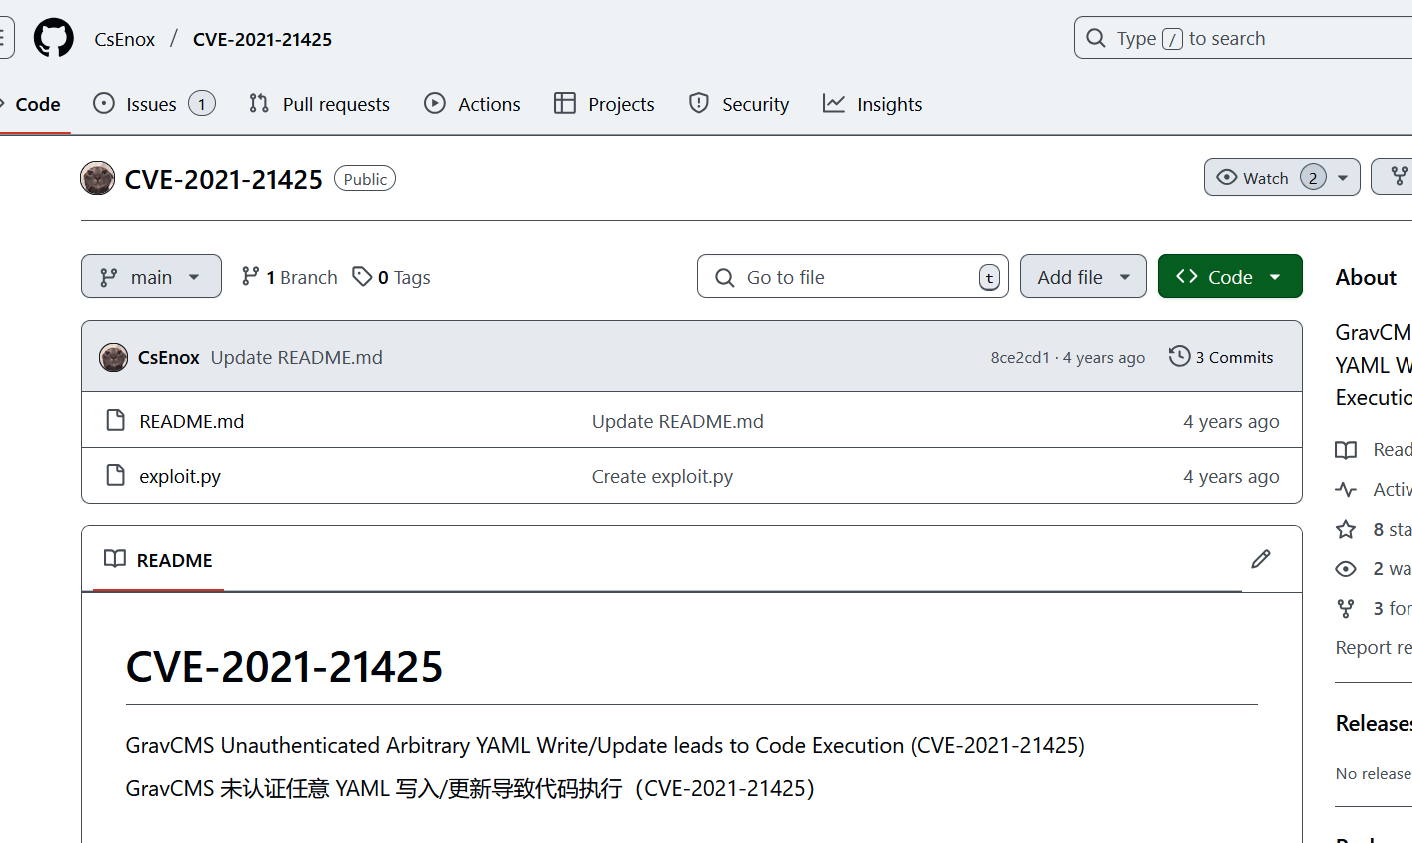 CsEnox / CVE-2021-21425
Type / to search
Code Issues 1 Pull requests Actions Projects Security Insights
CVE-2021-21425 Public
Watch 2
main 1 Branch 0 Tags
Go to file t
Add file
Code
CsEnox Update README.md 8ce2cd1 · 4 years ago 3 Commits
README.md Update README.md 4 years ago
exploit.py Create exploit.py 4 years ago
README
CVE-2021-21425
GravCMS Unauthenticated Arbitrary YAML Write/Update leads to Code Execution (CVE-2021-21425)
GravCMS 未认证任意 YAML 写入/更新导致代码执行（CVE-2021-21425）
About
GravCM
YAML W
Executio
Read
Activ
8 sta
2 wa
3 for
Report re
Releases
No release